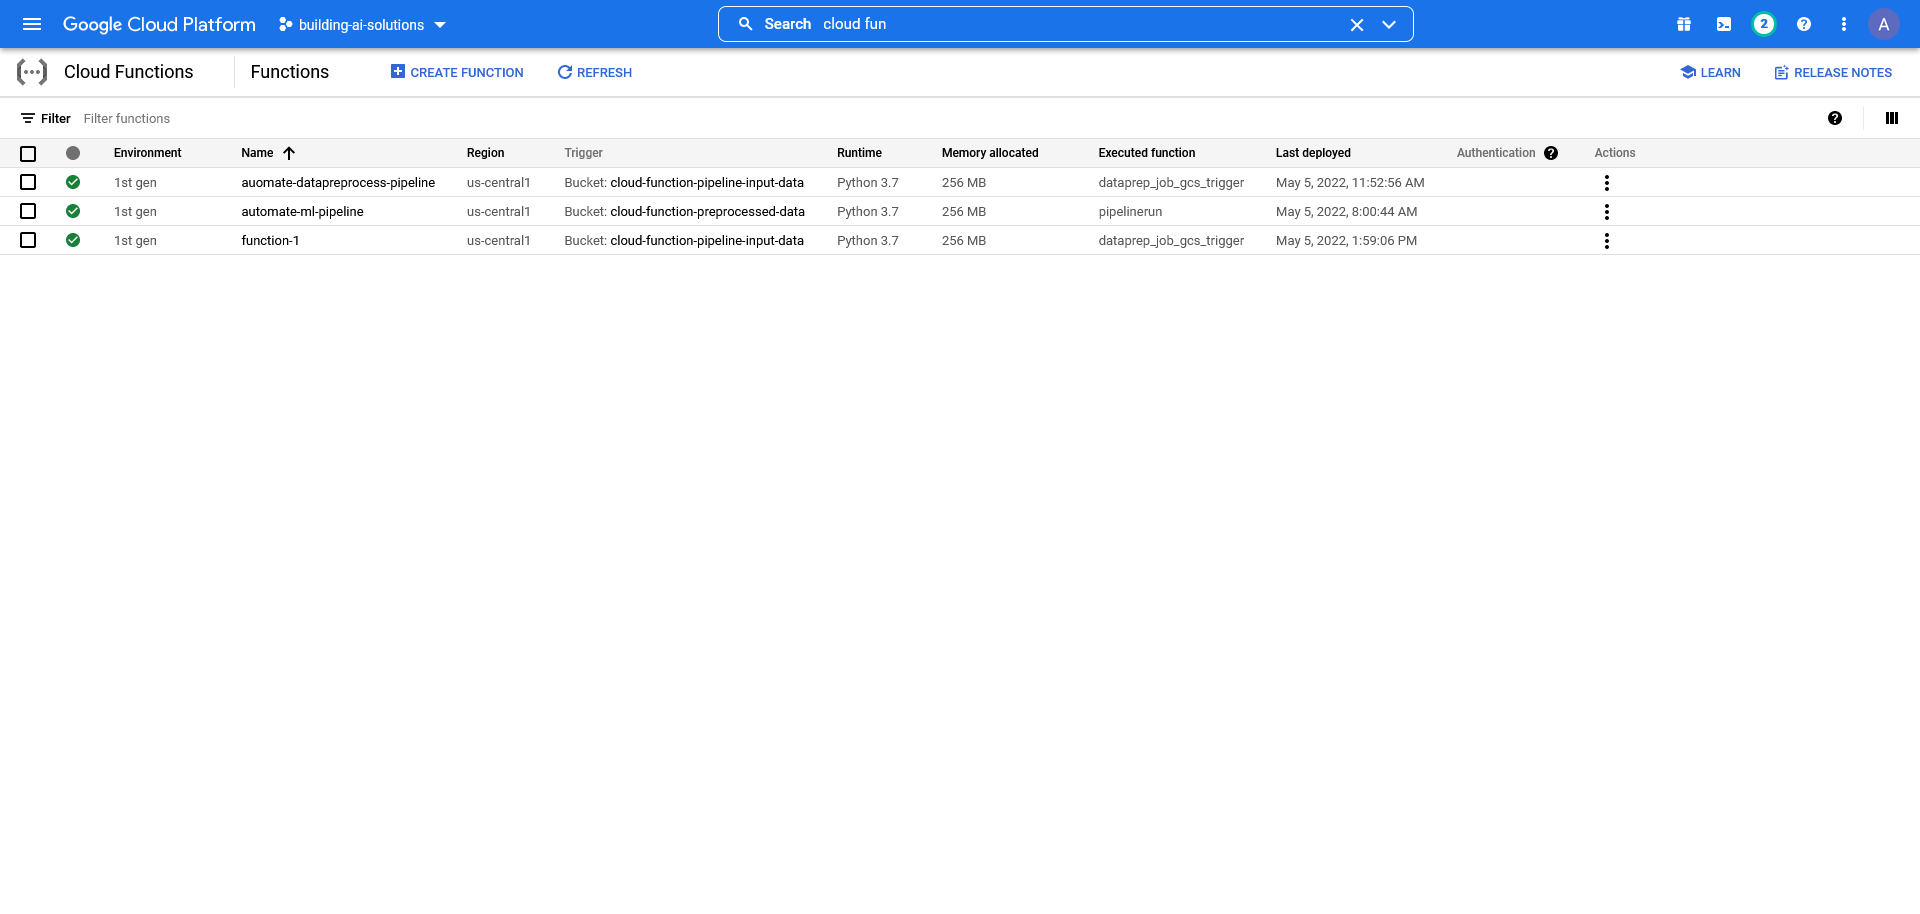 Google Cloud Platform building-ai-solutions Search cloud fun 2 A
Cloud Functions Functions CREATE FUNCTION REFRESH LEARN RELEASE NOTES
Filter Filter functions
Environment Name Region Trigger Runtime Memory allocated Executed function Last deployed Authentication Actions
1st gen auomate-datapreprocess-pipeline us-central1 Bucket: cloud-function-pipeline-input-data Python 3.7 256 MB dataprep_job_gcs_trigger May 5, 2022, 11:52:56 AM
1st gen automate-ml-pipeline us-central1 Bucket: cloud-function-preprocessed-data Python 3.7 256 MB pipelinerun May 5, 2022, 8:00:44 AM
1st gen function-1 us-central1 Bucket: cloud-function-pipeline-input-data Python 3.7 256 MB dataprep_job_gcs_trigger May 5, 2022, 1:59:06 PM